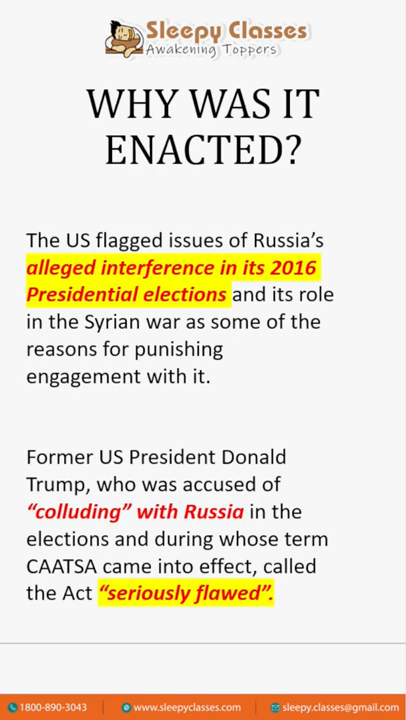 Sleepy Classes
Awakening Toppers
WHY WAS IT
ENACTED?
The US flagged issues of Russia's
alleged interference in its 2016
Presidential elections and its role
in the Syrian war as some of the
reasons for punishing
engagement with it.
Former US President Donald
Trump, who was accused of
“colluding” with Russia in the
elections and during whose term
CAATSA came into effect, called
the Act “seriously flawed”.
1800-890-3043 www.sleepyclasses.com sleepy.classes@gmail.com